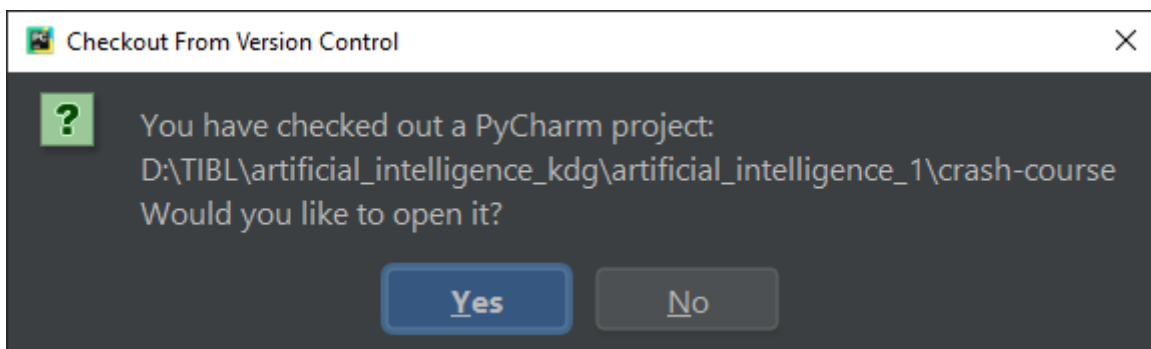 Checkout From Version Control
You have checked out a PyCharm project:
D:\TIBL\artificial_intelligence_kdg\artificial_intelligence_1\crash-course
Would you like to open it?
Yes No